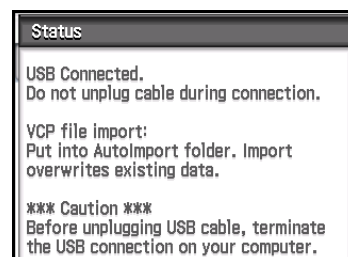 Status
USB Connected.
Do not unplug cable during connection.
VCP file import:
Put into AutoImport folder. Import
overwrites existing data.
*** Caution ***
Before unplugging USB cable, terminate
the USB connection on your computer.